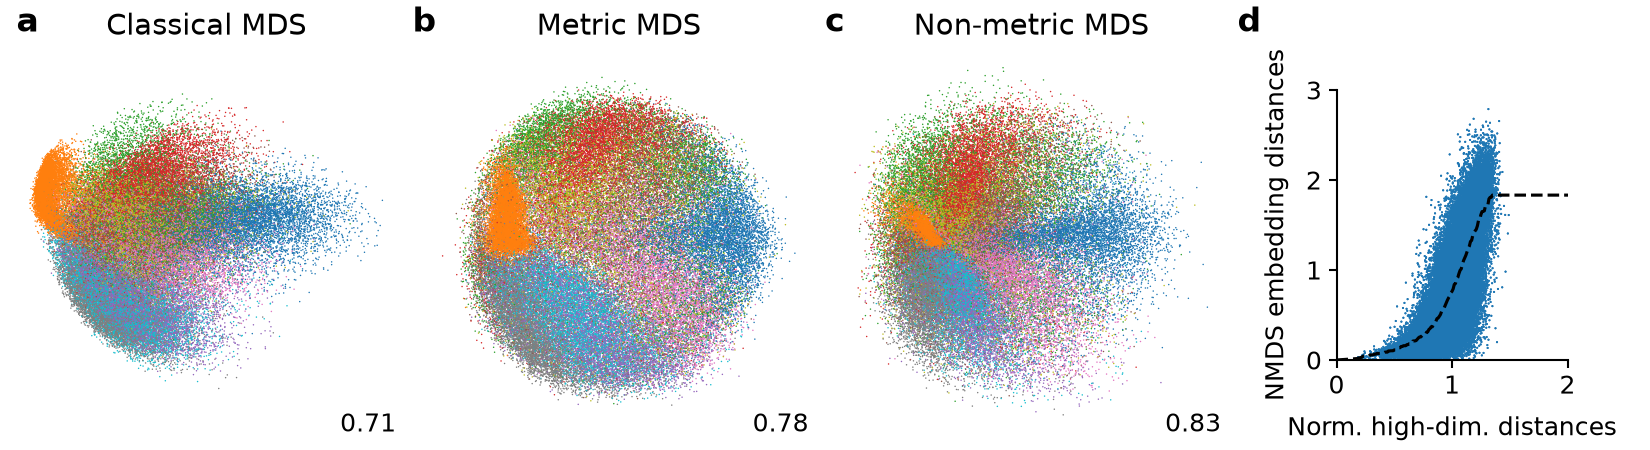 a Classical MDS
0.71
b Metric MDS
0.78
c Non-metric MDS
0.83
d
NMDS embedding distances
3
2
1
0
0 1 2
Norm. high-dim. distances